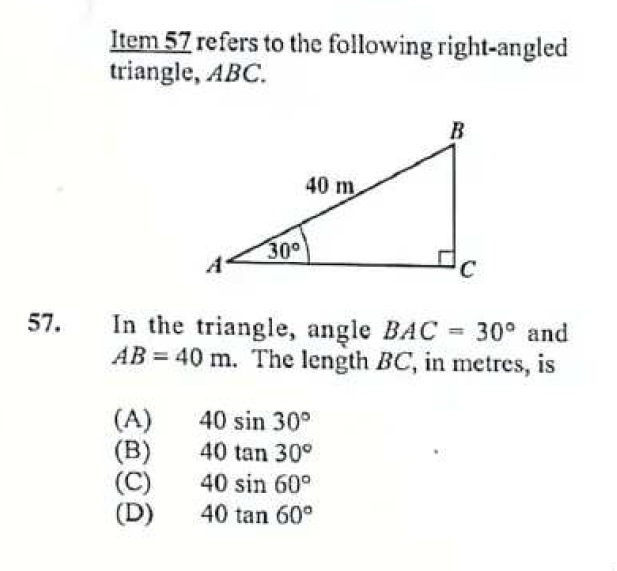 Item 57 refers to the following right-angled
triangle, ABC.
B
40 m
30°
A
C
57. In the triangle, angle BAC = 30° and
AB = 40 m. The length BC, in metres, is
(A) 40 sin 30°
(B) 40 tan 30°
(C) 40 sin 60°
(D) 40 tan 60°